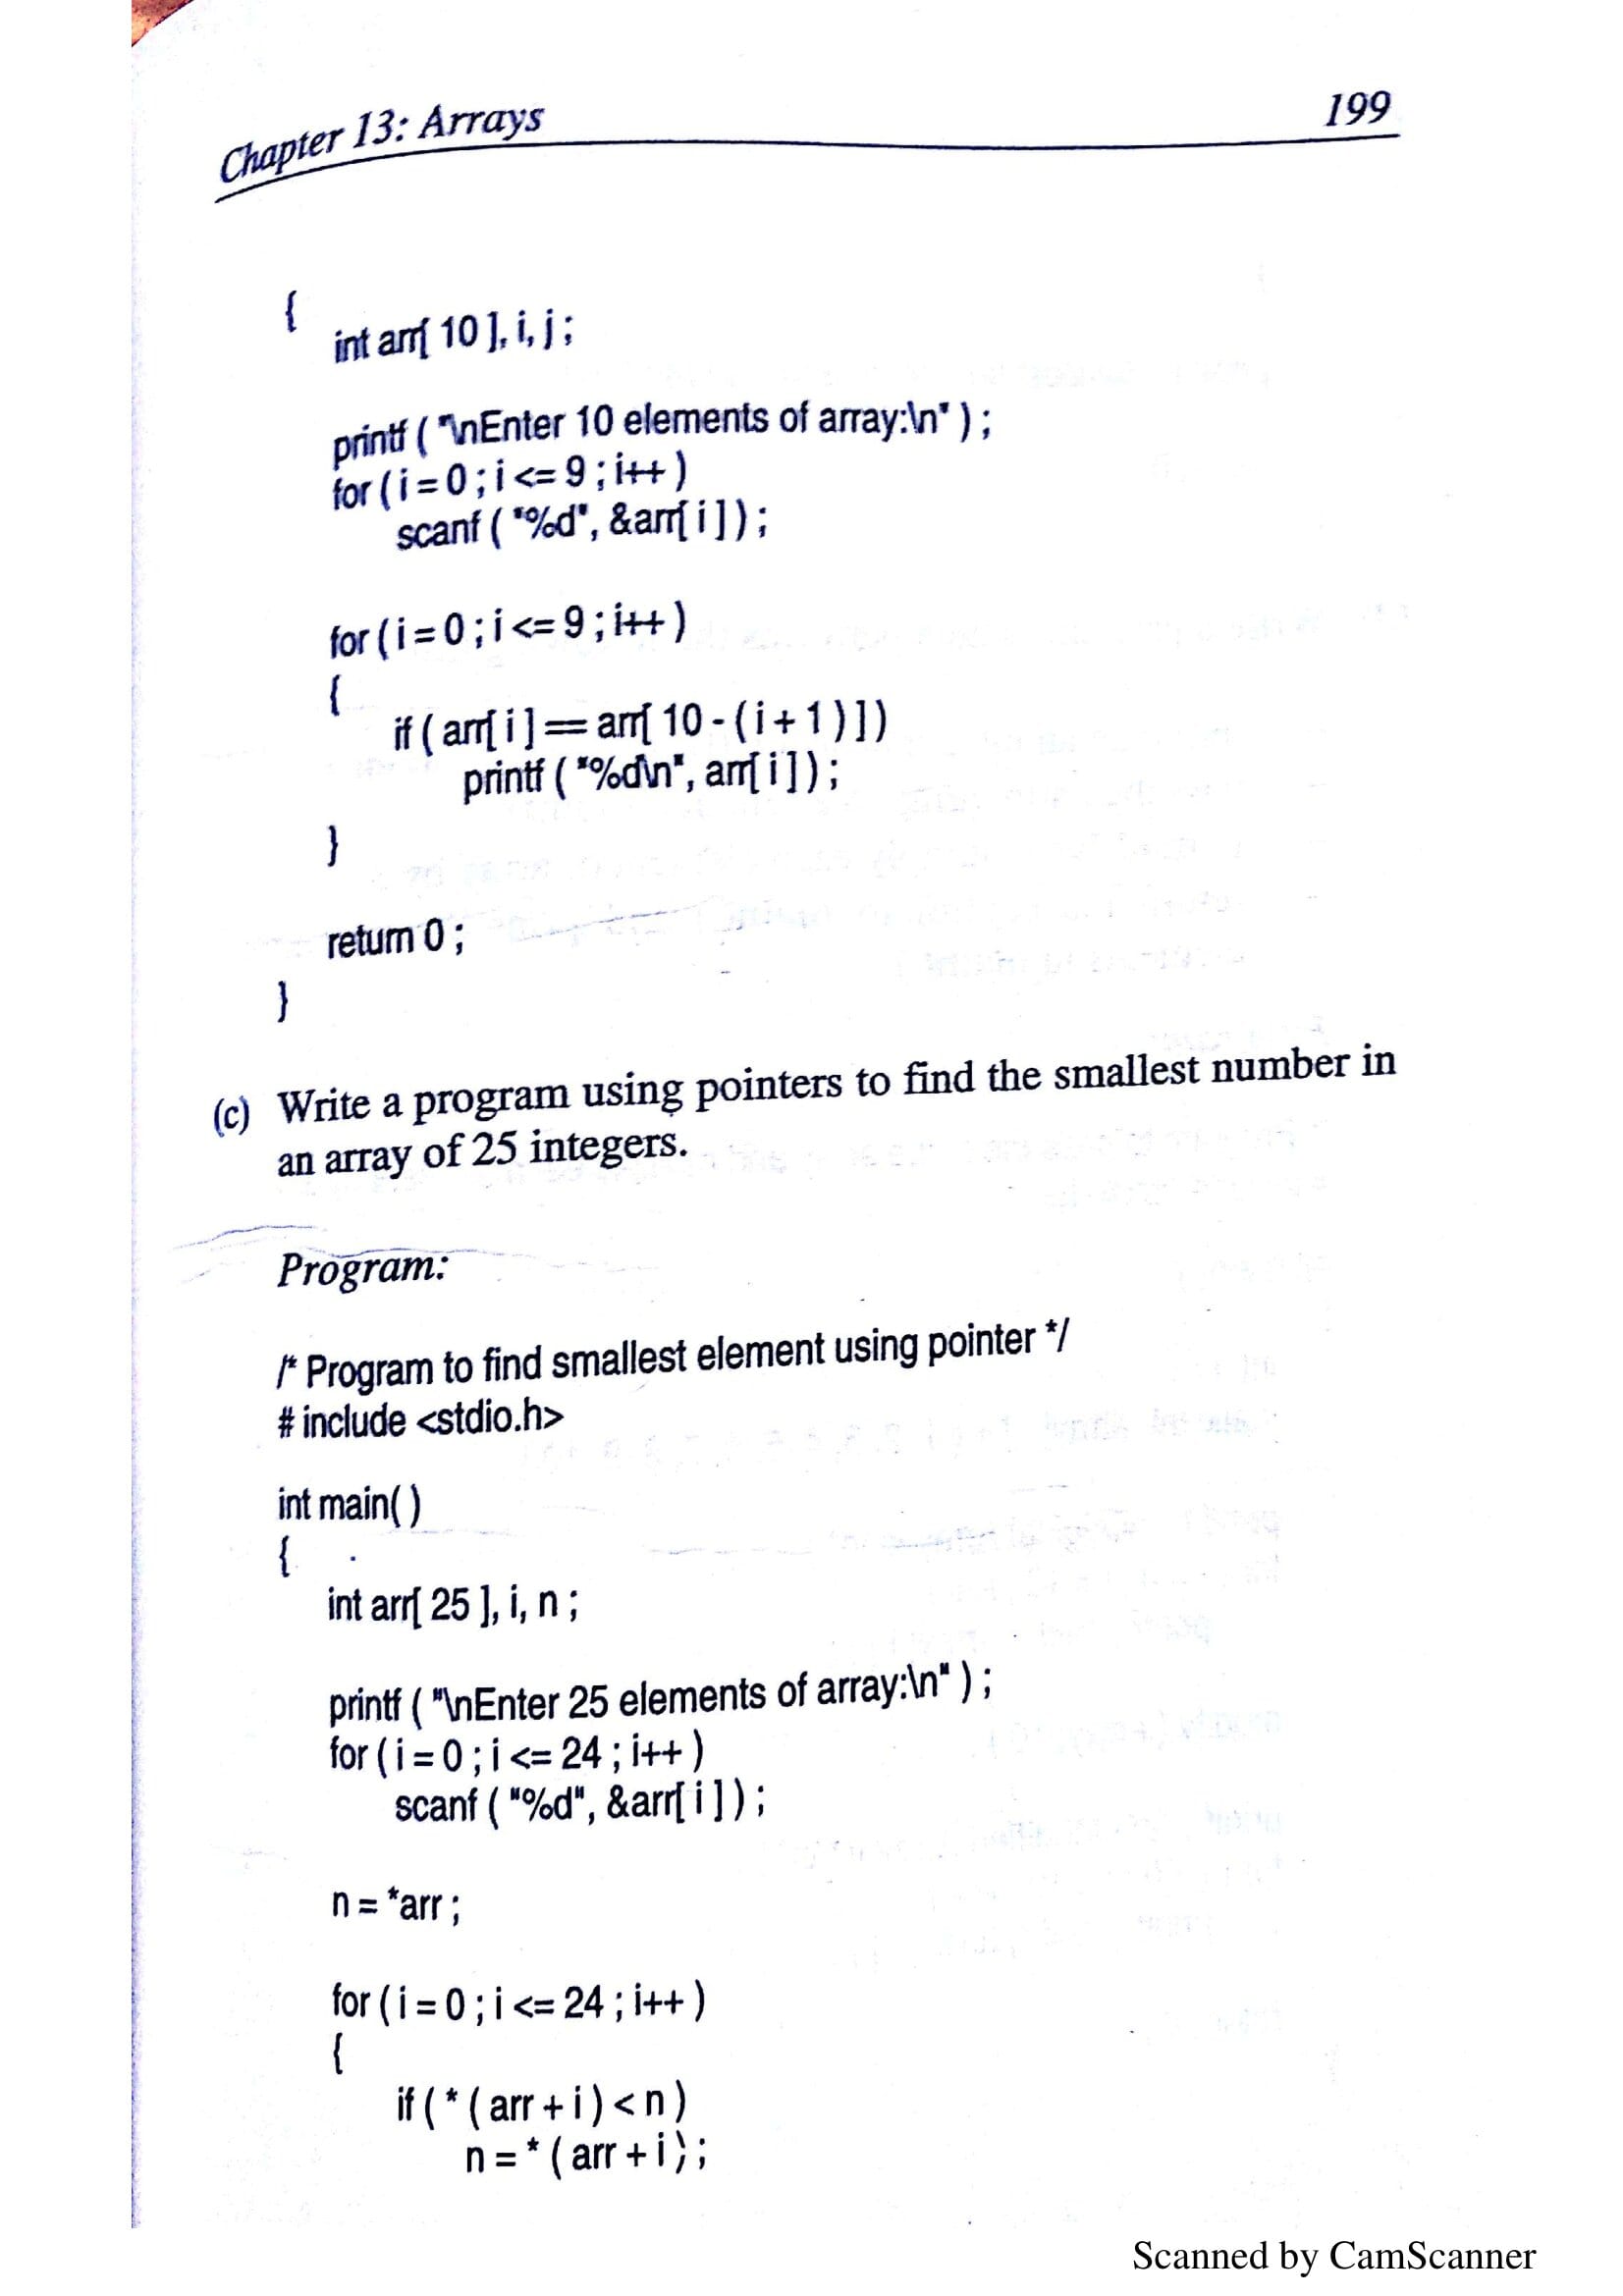 Chapter 13: Arrays 199
{
int arr[ 10 ], i, j ;
printf ( "\nEnter 10 elements of array:\n" ) ;
for ( i = 0 ; i <= 9 ; i++ )
scanf ( "%d", &arr[ i ] ) ;
for ( i = 0 ; i <= 9 ; i++ )
{
if ( arr[ i ] == arr[ 10 - ( i + 1 ) ] )
printf ( "%d\n", arr[ i ] ) ;
}
return 0 ;
}
(c) Write a program using pointers to find the smallest number in
an array of 25 integers.
Program:
/* Program to find smallest element using pointer */
# include <stdio.h>
int main( )
{
int arr[ 25 ], i, n ;
printf ( "\nEnter 25 elements of array:\n" ) ;
for ( i = 0 ; i <= 24 ; i++ )
scanf ( "%d", &arr[ i ] ) ;
n = *arr ;
for ( i = 0 ; i <= 24 ; i++ )
{
if ( * ( arr + i ) < n )
n = * ( arr + i ) ;
Scanned by CamScanner